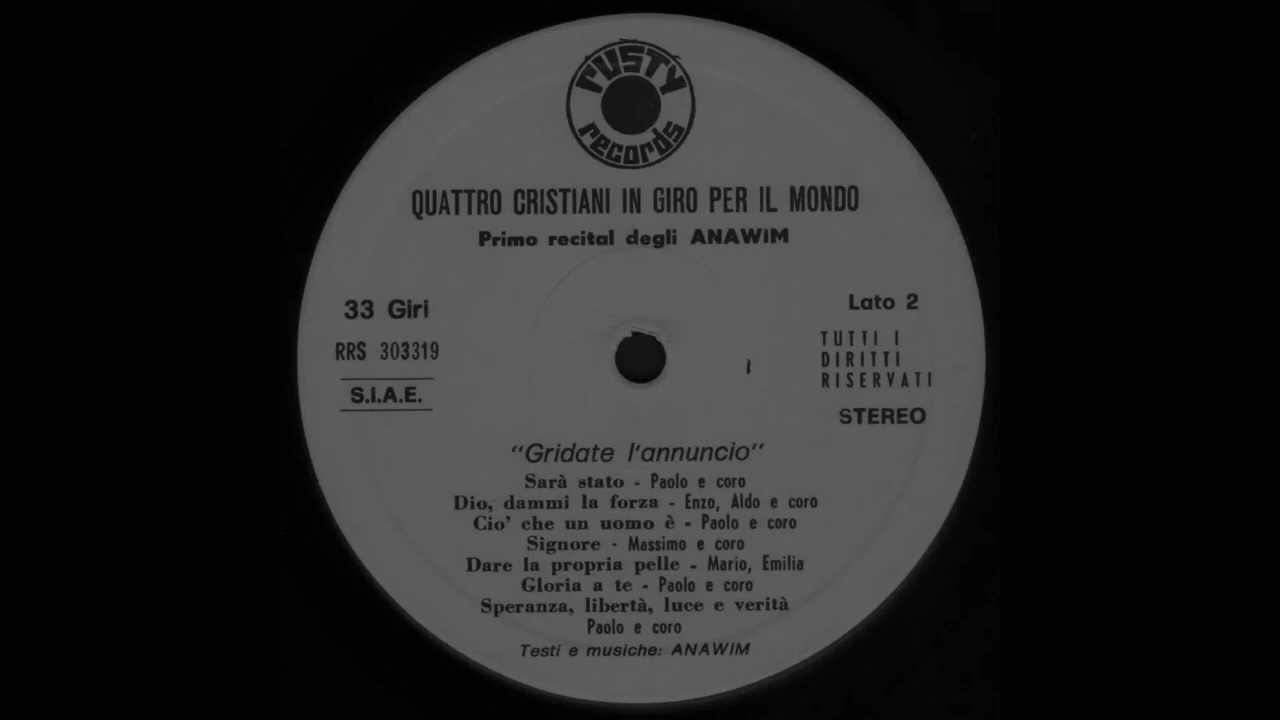 rusty
records
QUATTRO CRISTIANI IN GIRO PER IL MONDO
Primo recital degli ANAWIM
33 Giri
RRS 303319
S.I.A.E.
Lato 2
TUTTI I
DIRITTI
RISERVATI
STEREO
"Gridate l'annuncio"
Sarà stato - Paolo e coro
Dio, dammi la forza - Enzo, Aldo e coro
Cio' che un uomo è - Paolo e coro
Signore - Massimo e coro
Dare la propria pelle - Mario, Emilia
Gloria a te - Paolo e coro
Speranza, libertà, luce e verità
Paolo e coro
Testi e musiche: ANAWIM